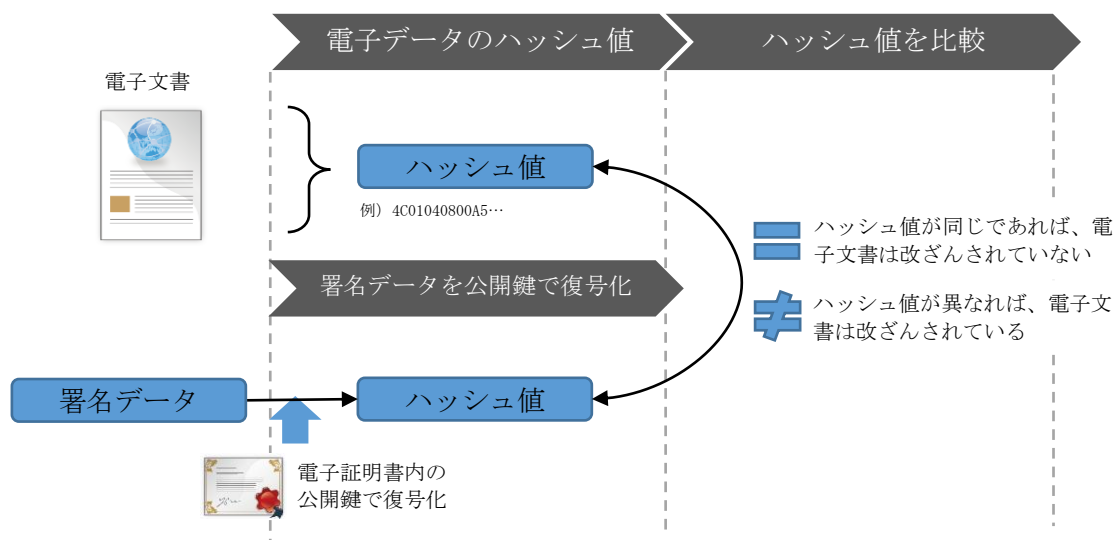 電子データのハッシュ値
ハッシュ値を比較
電子文書
ハッシュ値
例）4C01040800A5…
ハッシュ値が同じであれば、電
子文書は改ざんされていない
署名データを公開鍵で復号化
ハッシュ値が異なれば、電子文
書は改ざんされている
署名データ
ハッシュ値
電子証明書内の
公開鍵で復号化